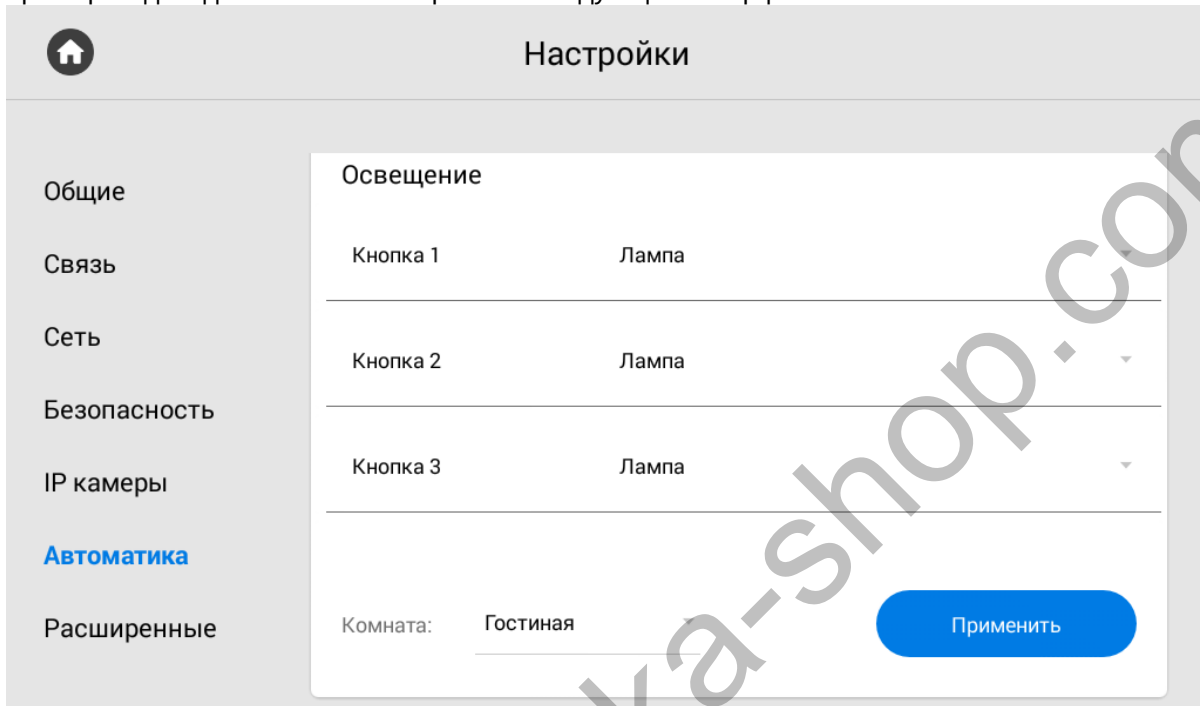 Настройки
Общие
Связь
Сеть
Безопасность
IP камеры
Автоматика
Расширенные
Освещение
Кнопка 1 Лампа
Кнопка 2 Лампа
Кнопка 3 Лампа
Комната: Гостиная
Применить